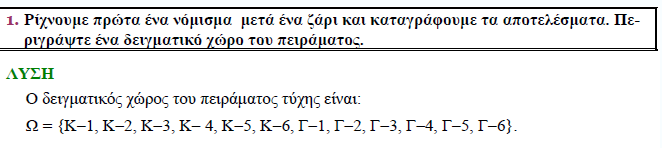 1. Ρίχνουμε πρώτα ένα νόμισμα μετά ένα ζάρι και καταγράφουμε τα αποτελέσματα. Πε-
ριγράψτε ένα δειγματικό χώρο του πειράματος.
ΛΥΣΗ
Ο δειγματικός χώρος του πειράματος τύχης είναι:
Ω = {Κ–1, Κ–2, Κ–3, Κ– 4, Κ–5, Κ–6, Γ–1, Γ–2, Γ–3, Γ–4, Γ–5, Γ–6}.